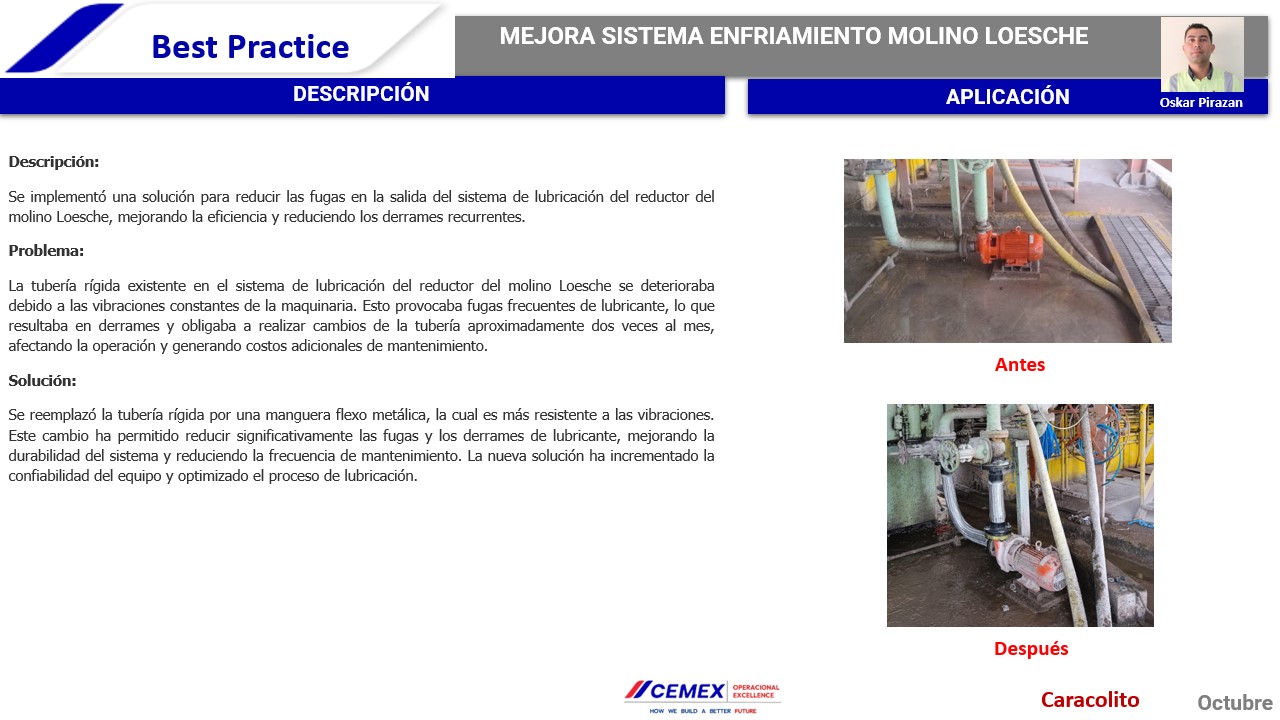 Best Practice
MEJORA SISTEMA ENFRIAMIENTO MOLINO LOESCHE
DESCRIPCIÓN
APLICACIÓN
Oskar Pirazan
Descripción:
Se implementó una solución para reducir las fugas en la salida del sistema de lubricación del reductor del
molino Loesche, mejorando la eficiencia y reduciendo los derrames recurrentes.
Problema:
La tubería rígida existente en el sistema de lubricación del reductor del molino Loesche se deterioraba
debido a las vibraciones constantes de la maquinaria. Esto provocaba fugas frecuentes de lubricante, lo que
resultaba en derrames y obligaba a realizar cambios de la tubería aproximadamente dos veces al mes,
afectando la operación y generando costos adicionales de mantenimiento.
Solución:
Se reemplazó la tubería rígida por una manguera flexo metálica, la cual es más resistente a las vibraciones.
Este cambio ha permitido reducir significativamente las fugas y los derrames de lubricante, mejorando la
durabilidad del sistema y reduciendo la frecuencia de mantenimiento. La nueva solución ha incrementado la
confiabilidad del equipo y optimizado el proceso de lubricación.
Antes
Después
CEMEX
OPERACIONAL
EXCELLENCE
HOW WE BUILD A BETTER FUTURE
Caracolito
Octubre